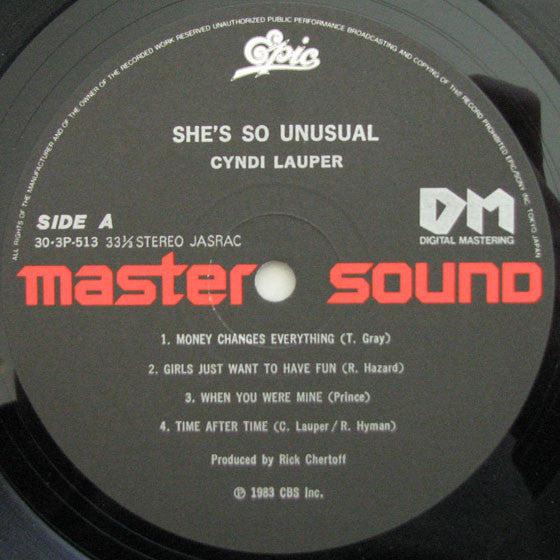 ALL RIGHTS OF THE MANUFACTURER AND OF THE OWNER OF THE RECORDED WORK RESERVED UNAUTHORIZED PUBLIC PERFORMANCE BROADCASTING AND COPYING OF THIS RECORD PROHIBITED EPIC/SONY INC. TOKYO JAPAN
Epic
SHE'S SO UNUSUAL
CYNDI LAUPER
SIDE A
30·3P-513 33⅓ STEREO JASRAC
DM
DIGITAL MASTERING
master sound
1. MONEY CHANGES EVERYTHING (T. Gray)
2. GIRLS JUST WANT TO HAVE FUN (R. Hazard)
3. WHEN YOU WERE MINE (Prince)
4. TIME AFTER TIME (C. Lauper/R. Hyman)
Produced by Rick Chertoff
℗ 1983 CBS Inc.